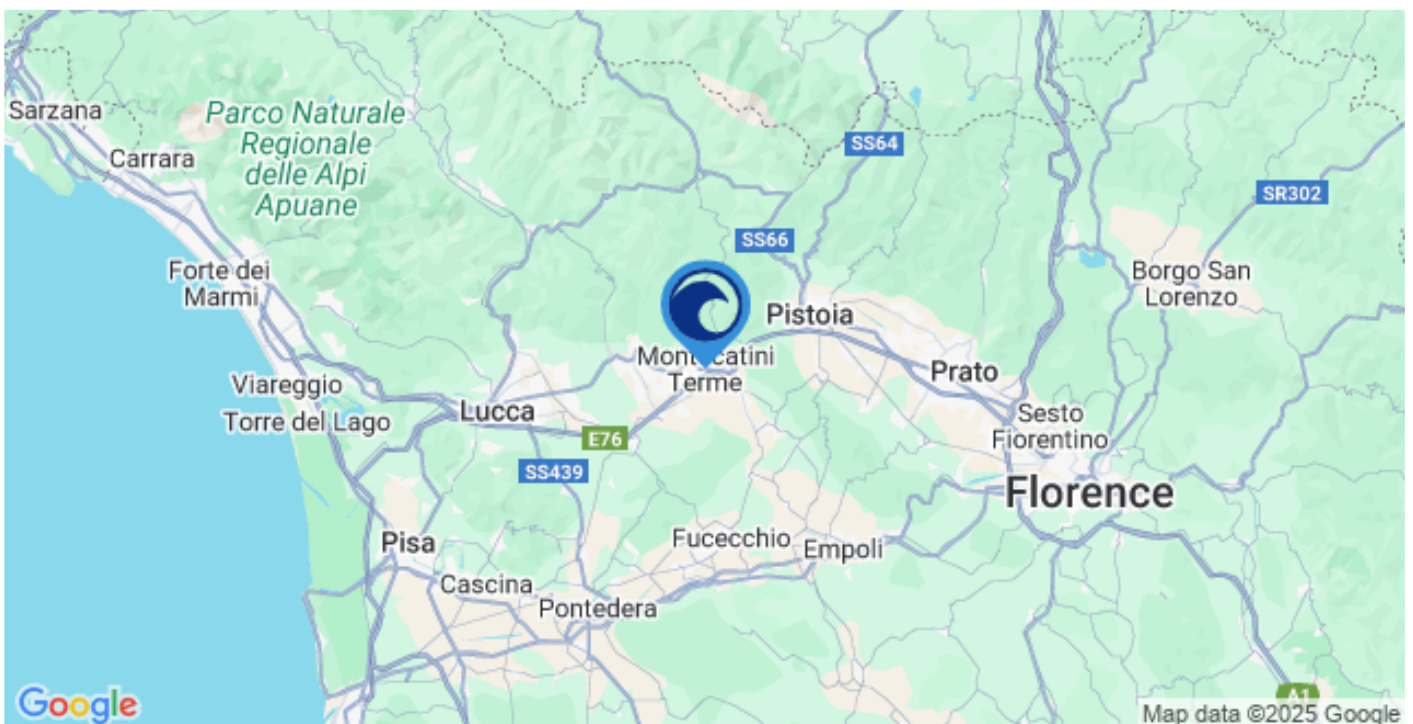 Sarzana
Parco Naturale
Regionale
delle Alpi
Apuane
Carrara
SS64
SR302
SS66
Forte dei
Marmi
Borgo San
Lorenzo
Pistoia
Montecatini
Terme
Prato
Viareggio
Torre del Lago
Lucca
E76
SS439
Sesto
Fiorentino
Florence
Pisa
Fucecchio
Empoli
Cascina
Pontedera
A1
Google
Map data ©2025 Google